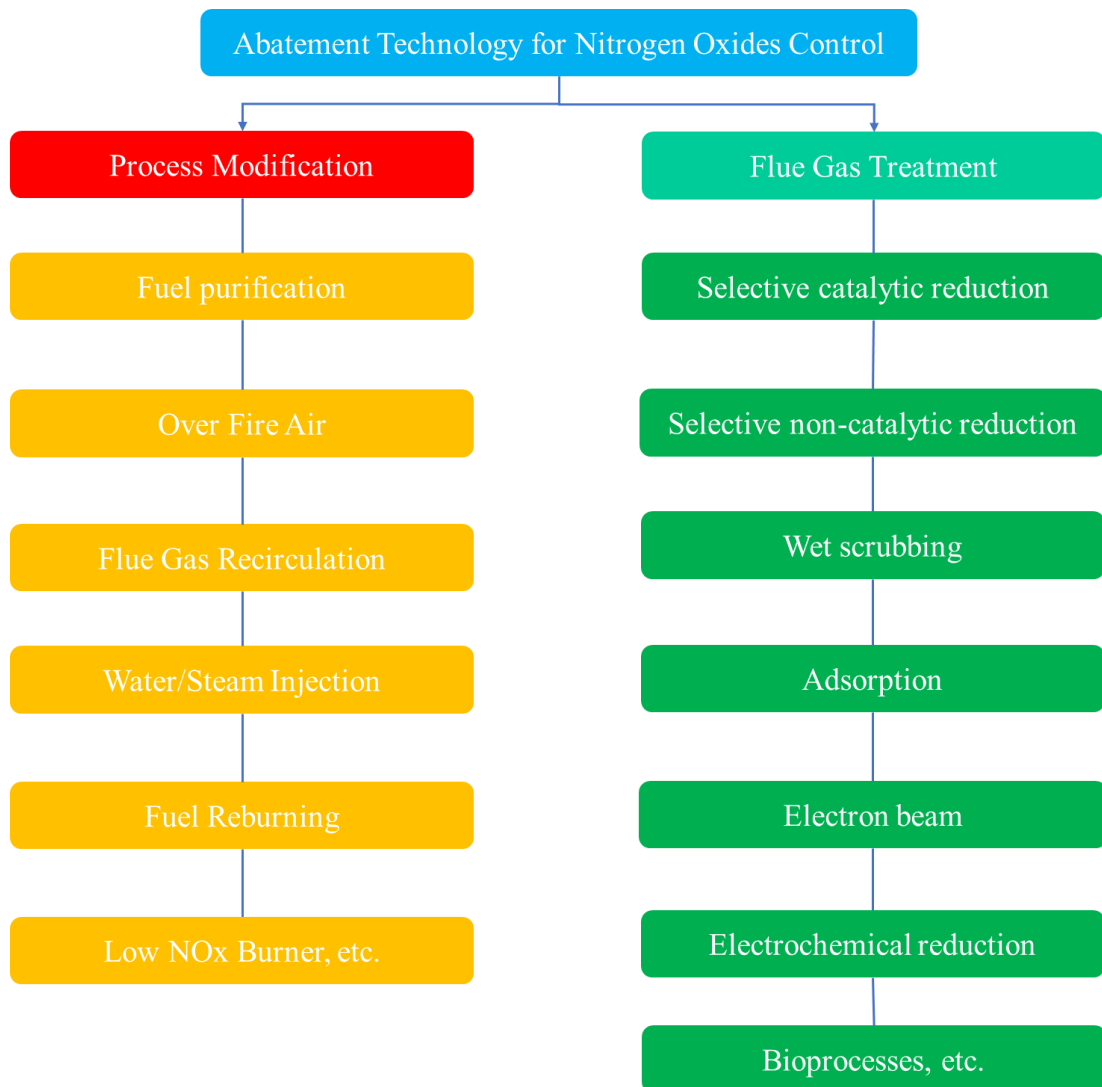 Abatement Technology for Nitrogen Oxides Control
Process Modification
Fuel purification
Over Fire Air
Flue Gas Recirculation
Water/Steam Injection
Fuel Reburning
Low NOx Burner, etc.
Flue Gas Treatment
Selective catalytic reduction
Selective non-catalytic reduction
Wet scrubbing
Adsorption
Electron beam
Electrochemical reduction
Bioprocesses, etc.